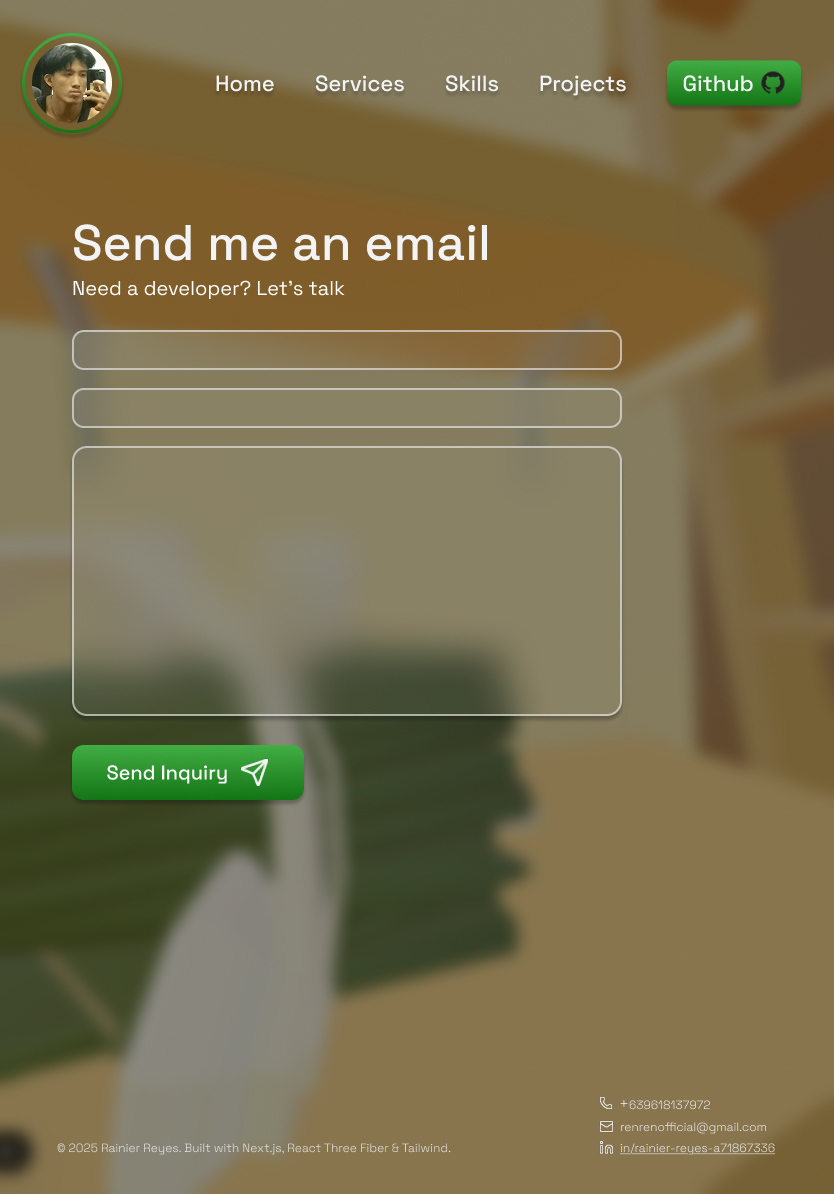 Home Services Skills Projects Github
Send me an email
Need a developer? Let's talk
Send Inquiry
+639618137972
renrenofficial@gmail.com
© 2025 Rainier Reyes. Built with Next.js, React Three Fiber & Tailwind.
in/rainier-reyes-a71867336